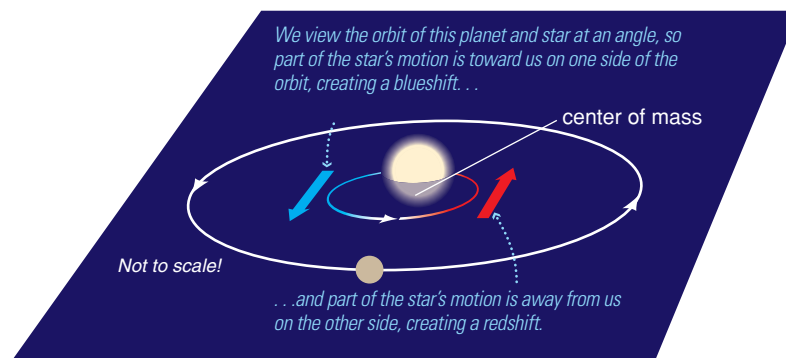 We view the orbit of this planet and star at an angle, so
part of the star's motion is toward us on one side of the
orbit, creating a blueshift. . .
center of mass
Not to scale!
. . .and part of the star's motion is away from us
on the other side, creating a redshift.